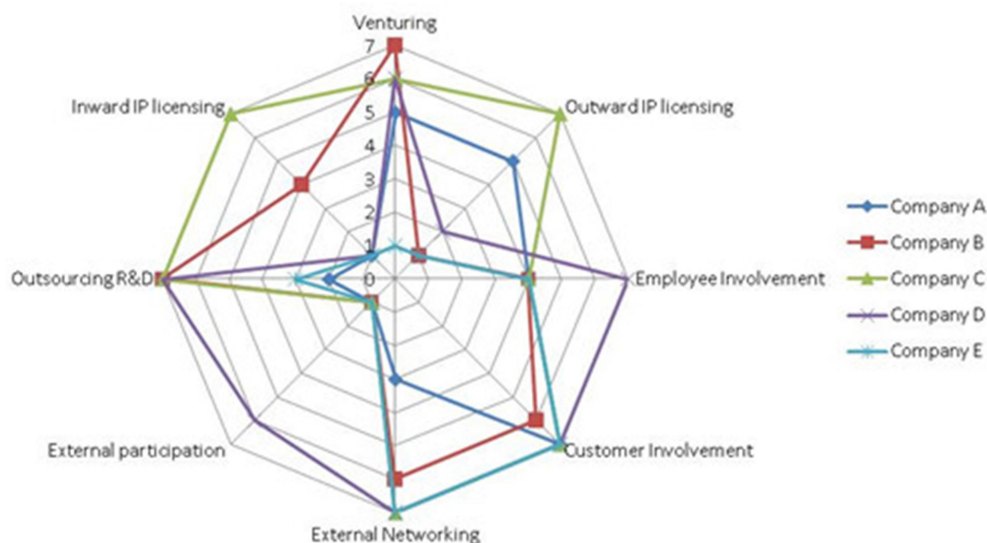 Venturing
7
6
5
4
3
2
1
0
Inward IP licensing
Outward IP licensing
Outsourcing R&D
Employee Involvement
External participation
Customer Involvement
External Networking
Company A
Company B
Company C
Company D
Company E